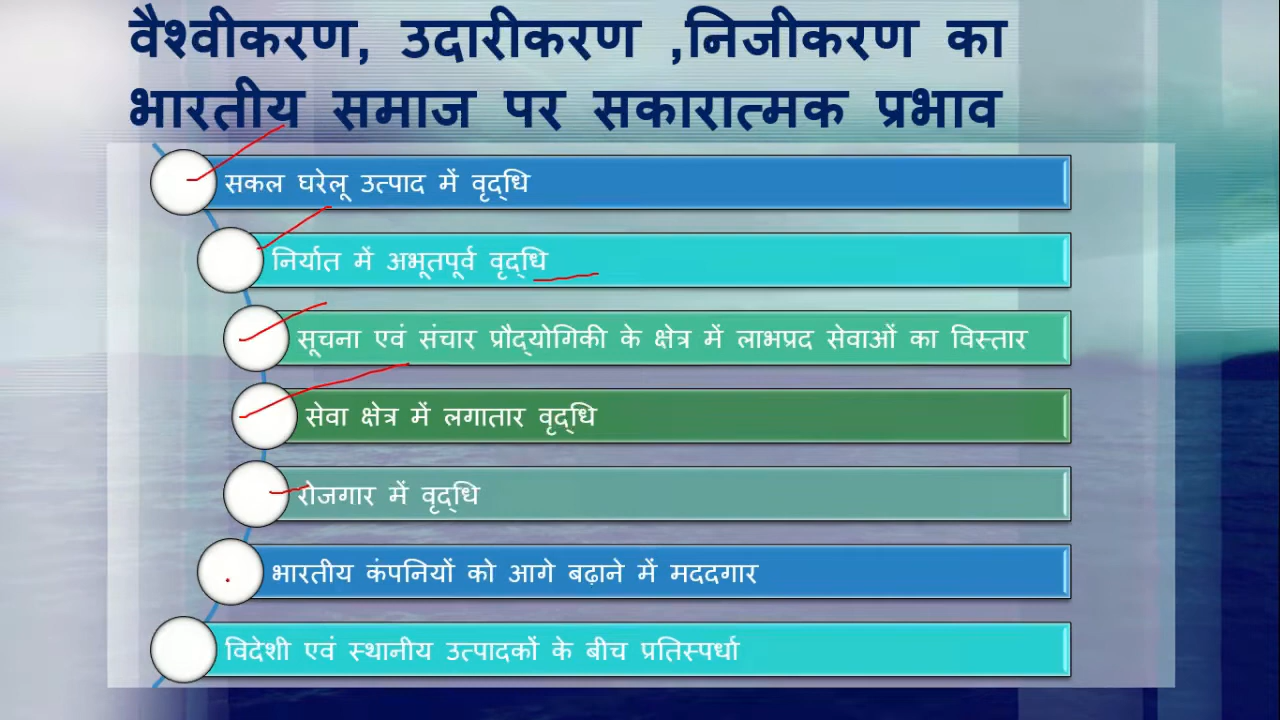 वैश्वीकरण, उदारीकरण ,निजीकरण का
भारतीय समाज पर सकारात्मक प्रभाव
सकल घरेलू उत्पाद में वृद्धि
निर्यात में अभूतपूर्व वृद्धि
सूचना एवं संचार प्रौद्योगिकी के क्षेत्र में लाभप्रद सेवाओं का विस्तार
सेवा क्षेत्र में लगातार वृद्धि
रोजगार में वृद्धि
भारतीय कंपनियों को आगे बढ़ाने में मददगार
विदेशी एवं स्थानीय उत्पादकों के बीच प्रतिस्पर्धा